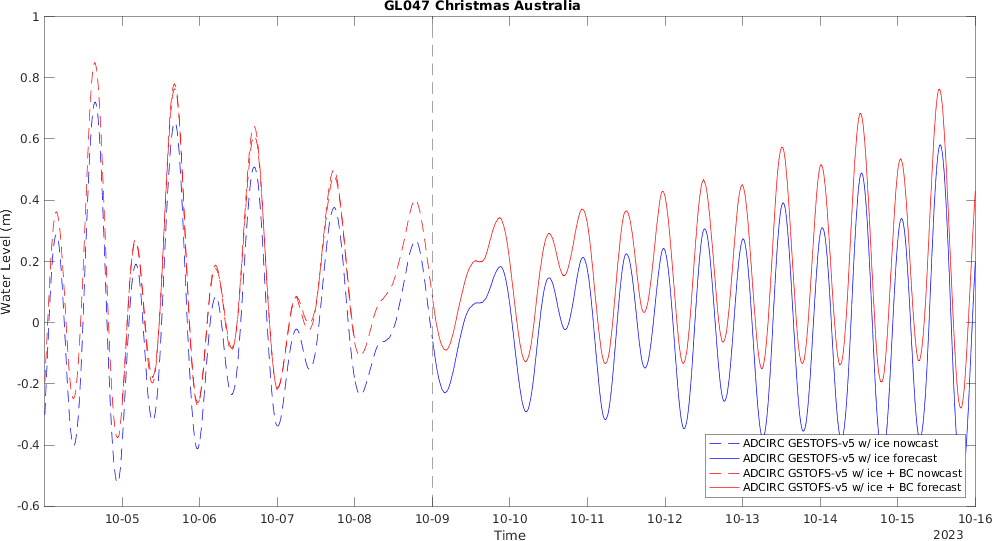 GL047 Christmas Australia
1
0.8
0.6
0.4
0.2
0
-0.2
-0.4
-0.6
Water Level (m)
ADCIRC GESTOFS-v5 w/ ice nowcast
ADCIRC GESTOFS-v5 w/ ice forecast
ADCIRC GSTOFS-v5 w/ ice + BC nowcast
ADCIRC GSTOFS-v5 w/ ice + BC forecast
10-05 10-06 10-07 10-08 10-09 10-10 10-11 10-12 10-13 10-14 10-15 10-16
Time
2023